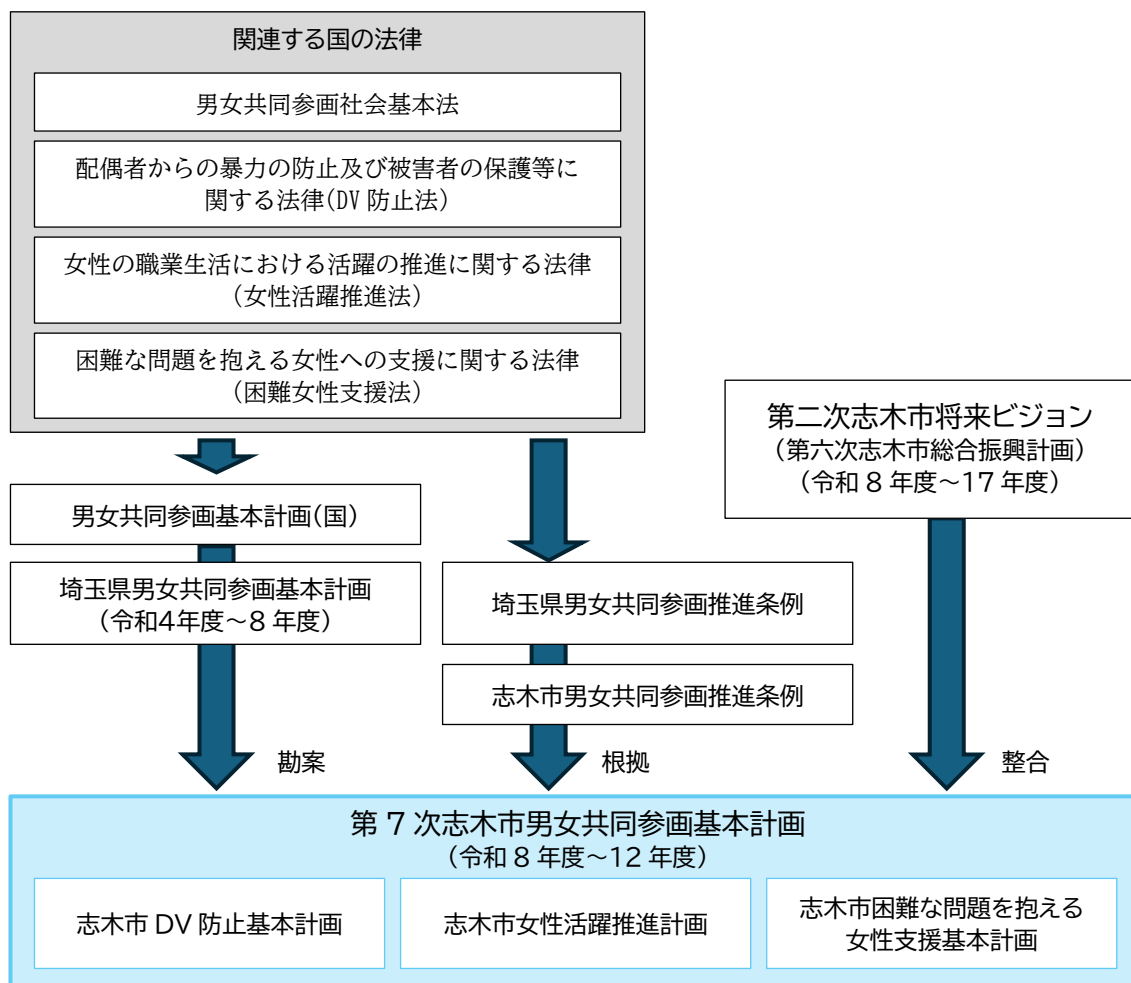 関連する国の法律
男女共同参画社会基本法
配偶者からの暴力の防止及び被害者の保護等に
関する法律(DV 防止法)
女性の職業生活における活躍の推進に関する法律
(女性活躍推進法)
困難な問題を抱える女性への支援に関する法律
(困難女性支援法)
第二次志木市将来ビジョン
(第六次志木市総合振興計画)
(令和 8 年度~17 年度)
男女共同参画基本計画(国)
埼玉県男女共同参画基本計画
(令和4年度~8 年度)
埼玉県男女共同参画推進条例
志木市男女共同参画推進条例
勘案
根拠
整合
第 7 次志木市男女共同参画基本計画
(令和 8 年度~12 年度)
志木市 DV 防止基本計画
志木市女性活躍推進計画
志木市困難な問題を抱える
女性支援基本計画